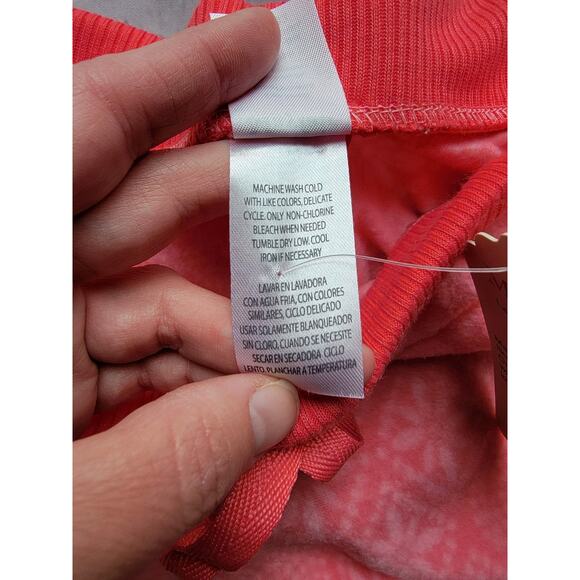 MACHINE WASH COLD
WITH LIKE COLORS, DELICATE
CYCLE. ONLY NON-CHLORINE
BLEACH WHEN NEEDED
TUMBLE DRY LOW. COOL
IRON IF NECESSARY
LAVAR EN LAVADORA
CON AGUA FRIA, CON COLORES
SIMILARES, CICLO DELICADO
USAR SOLAMENTE BLANQUEADOR
SIN CLORO, CUANDO SE NECESITE
SECAR EN SECADORA CICLO
LENTO, PLANCHAR A TEMPERATURA